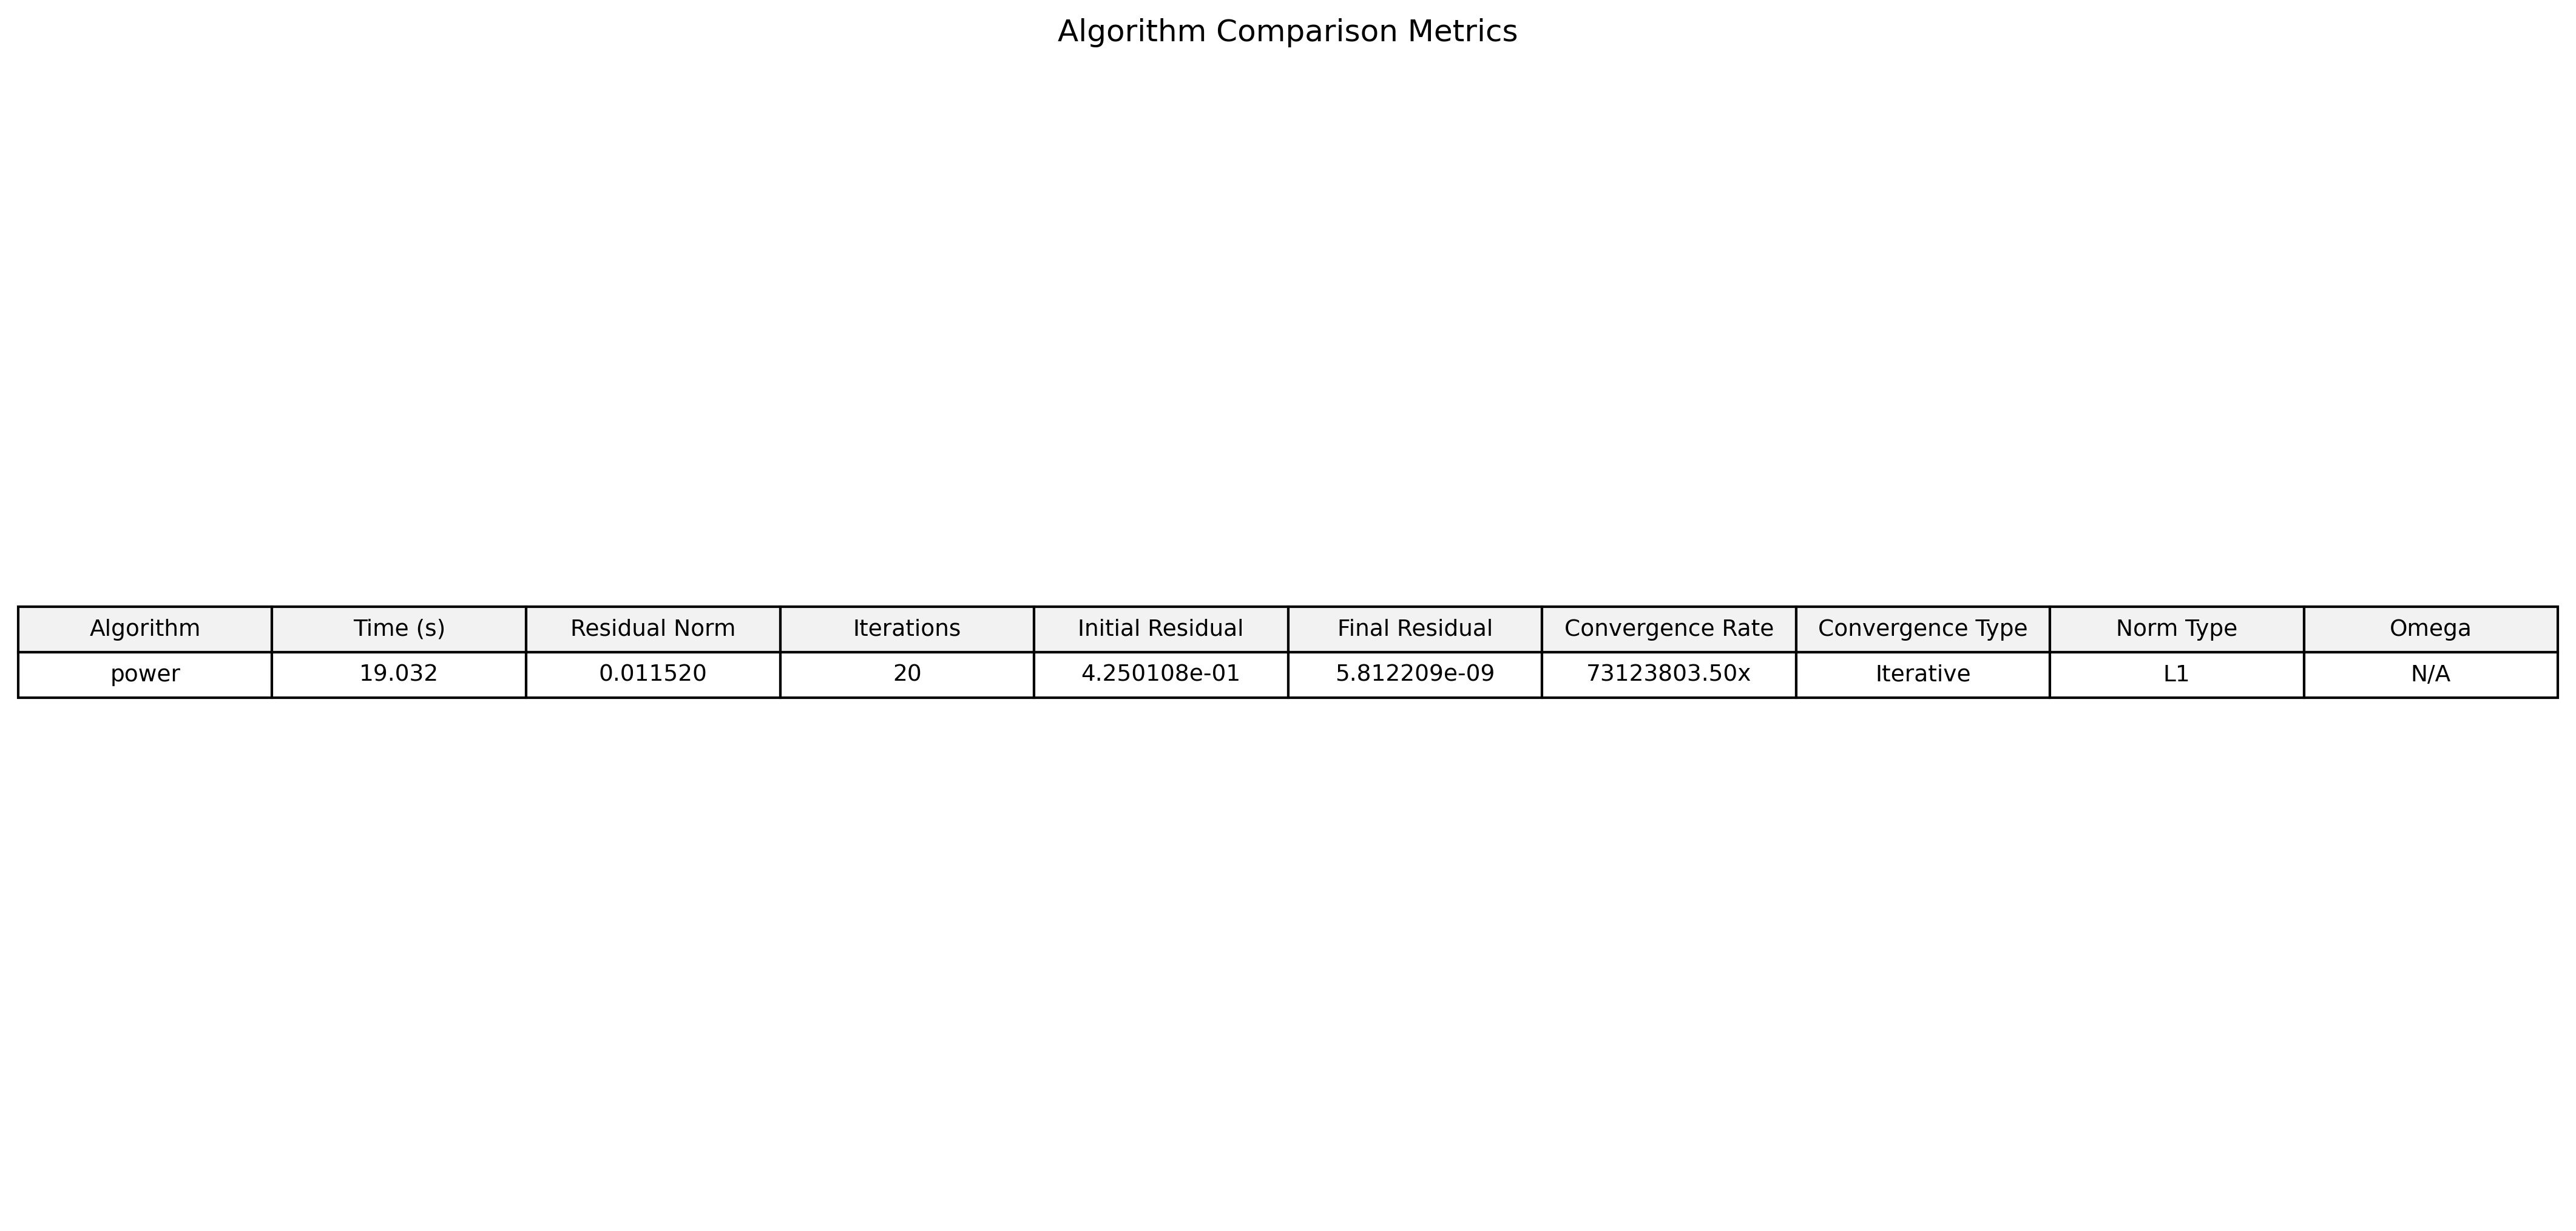 Algorithm Comparison Metrics
Algorithm Time (s) Residual Norm Iterations Initial Residual Final Residual Convergence Rate Convergence Type Norm Type Omega
power 19.032 0.011520 20 4.250108e-01 5.812209e-09 73123803.50x Iterative L1 N/A